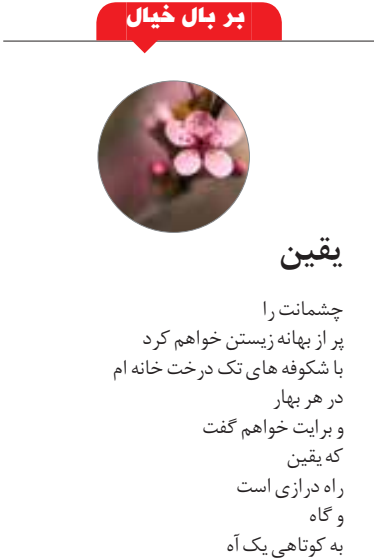 بر بال خیال
یقین
چشمانت را
پر از بهانه زیستن خواهم کرد
با شکوفه های تک درخت خانه ام
در هر بهار
و برایت خواهم گفت
که یقین
راه درازی است
و گاه
به کوتاهی یک آه